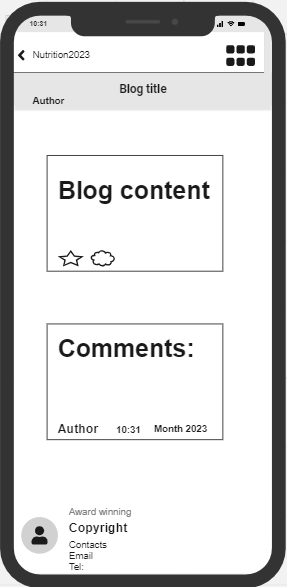 10:31
Nutrition2023
Blog title
Author
Blog content
Comments:
Author 10:31 Month 2023
Award winning
Copyright
Contacts
Email
Tel: